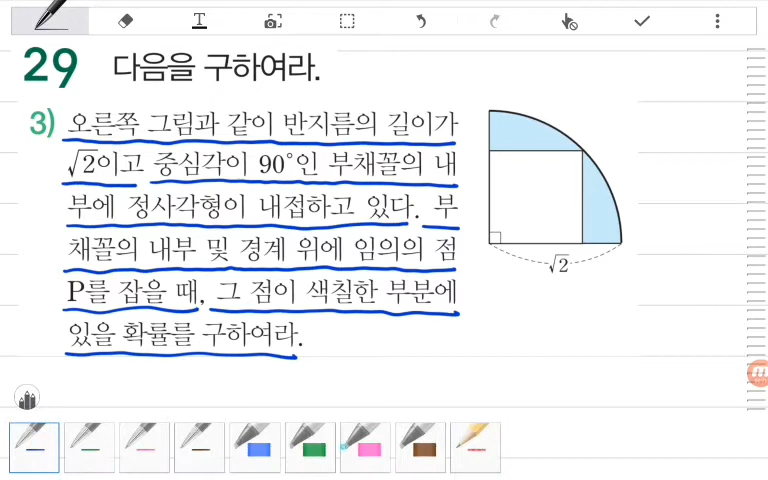 T
29 다음을 구하여라.
3) 오른쪽 그림과 같이 반지름의 길이가
√2이고 중심각이 90°인 부채꼴의 내
부에 정사각형이 내접하고 있다. 부
채꼴의 내부 및 경계 위에 임의의 점
P를 잡을 때, 그 점이 색칠한 부분에
있을 확률를 구하여라.
√2